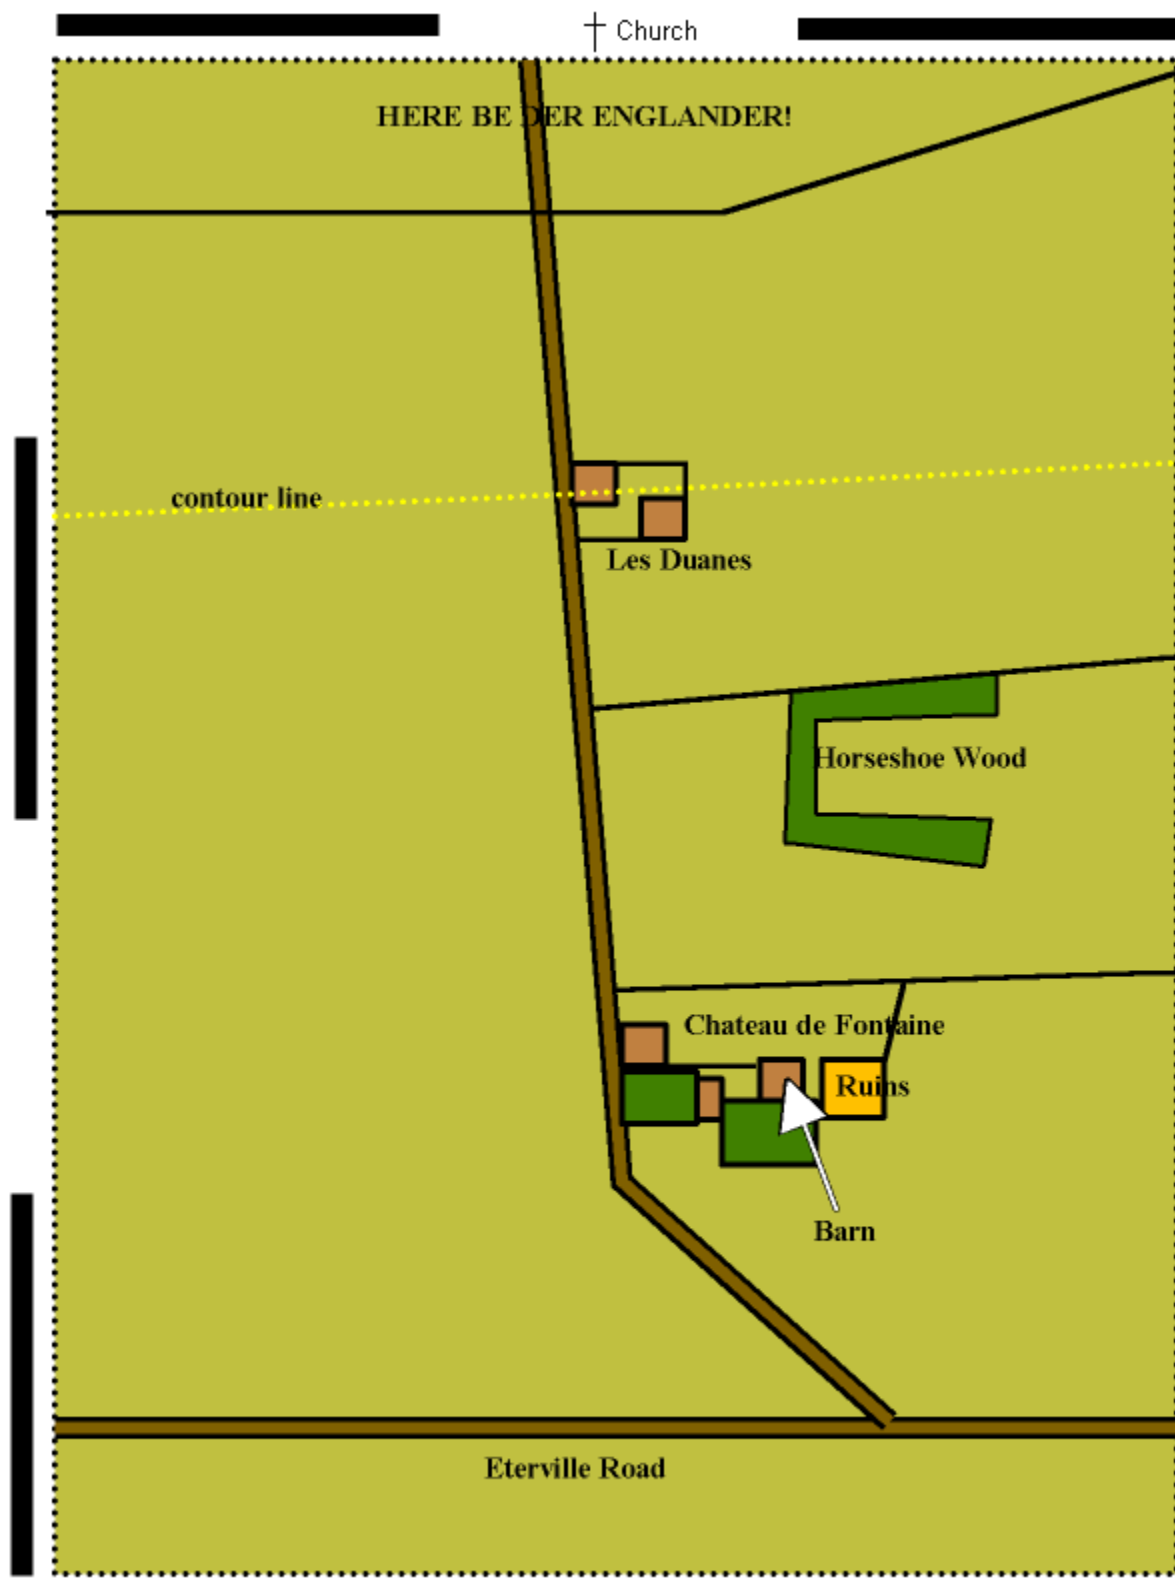 Church
HERE BE DER ENGLANDER!
contour line
Les Duanes
Horseshoe Wood
Chateau de Fontaine
Ruins
Barn
Eterville Road